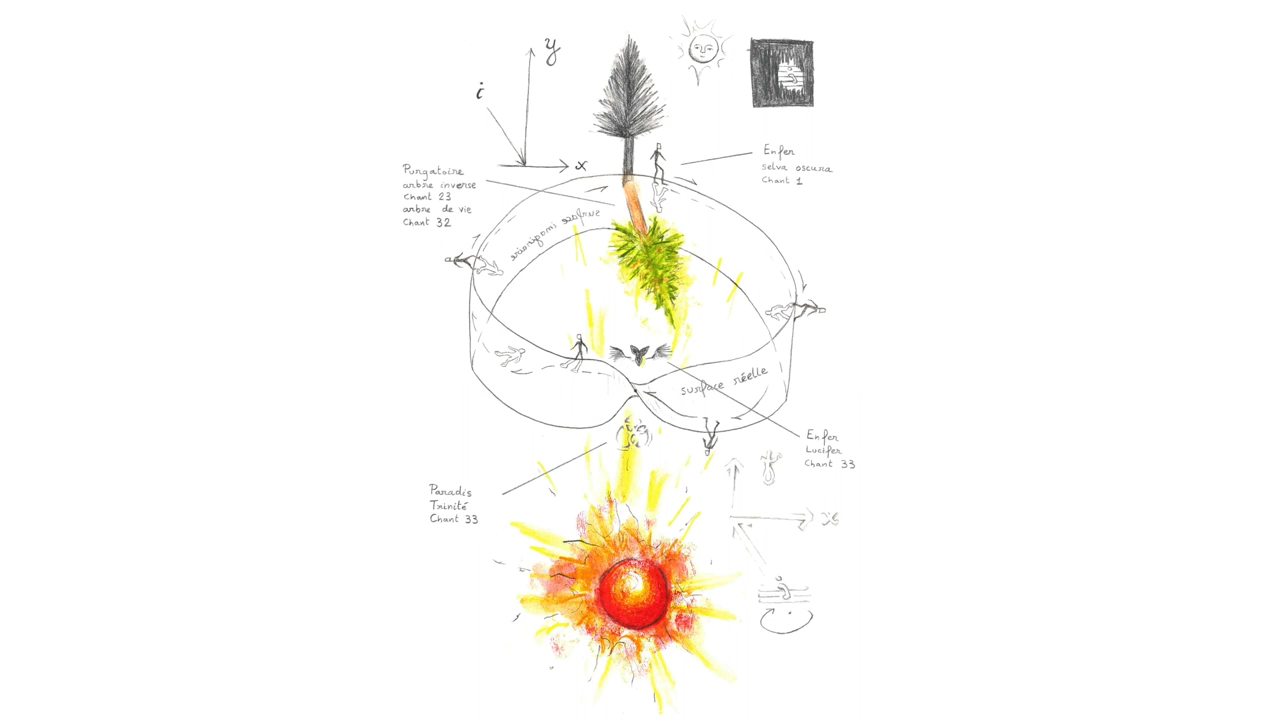 y
i
x
Purgatoire
arbre inverse
Chant 23
arbre de vie
Chant 32
Enfer
selva oscura
Chant 1
surface imaginaire
surface réelle
Enfer
Lucifer
Chant 33
Paradis
Trinité
Chant 33